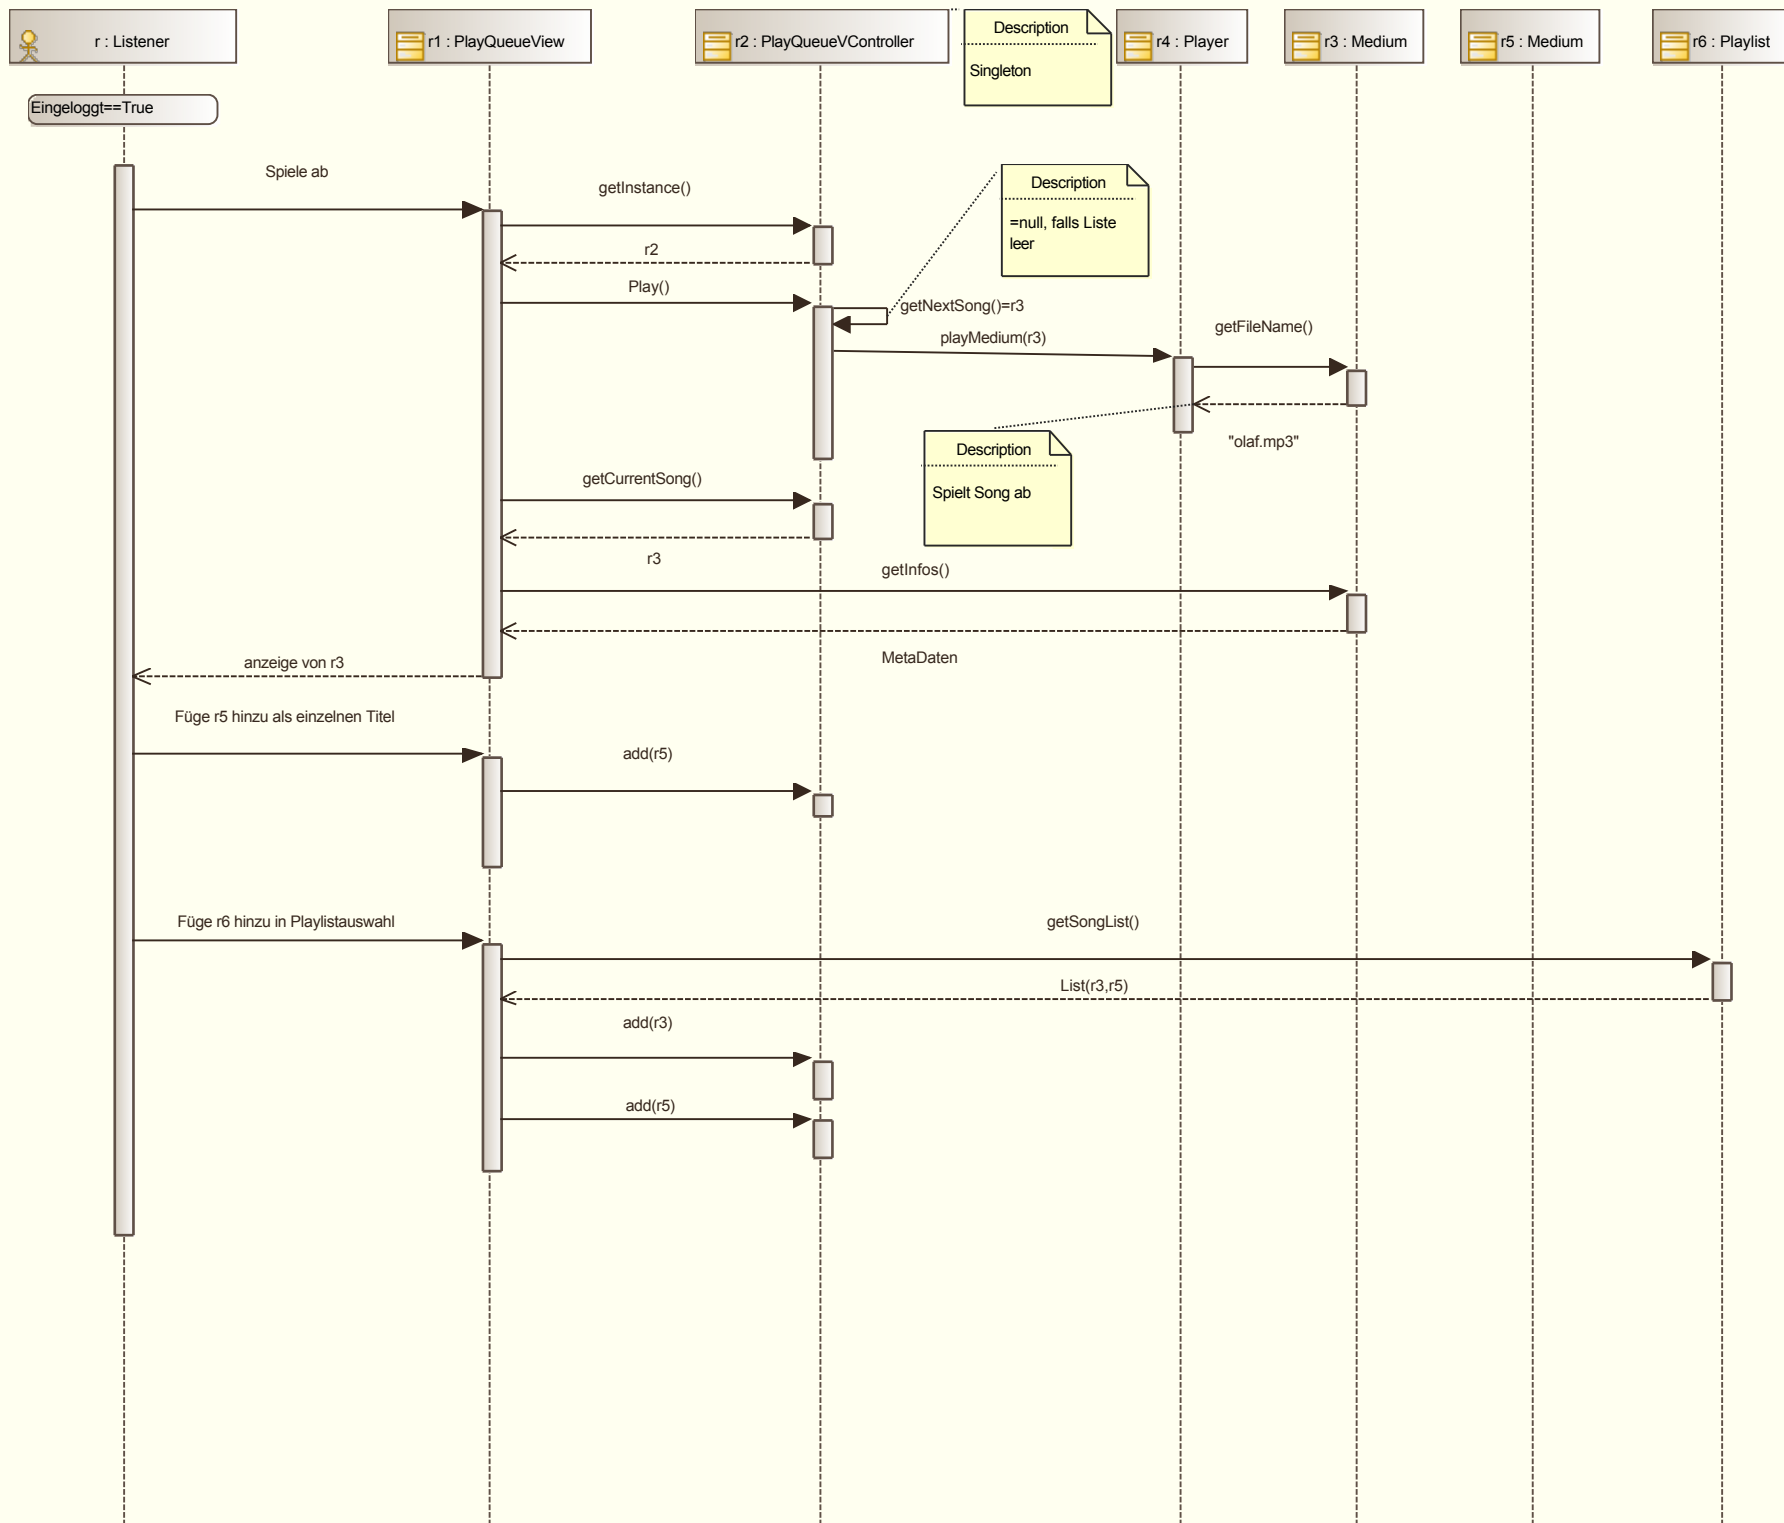 r : Listener
r1 : PlayQueueView
r2 : PlayQueueVController
Description
Singleton
r4 : Player
r3 : Medium
r5 : Medium
r6 : Playlist
Eingeloggt==True
Spiele ab
getInstance()
Description
=null, falls Liste
leer
r2
Play()
getNextSong()=r3
getFileName()
playMedium(r3)
"olaf.mp3"
Description
Spielt Song ab
getCurrentSong()
r3
getInfos()
MetaDaten
anzeige von r3
Füge r5 hinzu als einzelnen Titel
add(r5)
Füge r6 hinzu in Playlistauswahl
getSongList()
List(r3,r5)
add(r3)
add(r5)